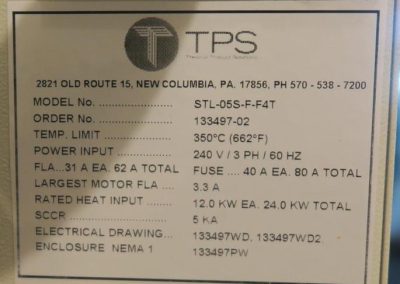 TPS
Thermal Product Solutions
2821 OLD ROUTE 15, NEW COLUMBIA, PA. 17856, PH 570 - 538 - 7200
MODEL No. ................ STL-05S-F-F4T
ORDER No. ................ 133497-02
TEMP. LIMIT ................ 350°C (662°F)
POWER INPUT ............ 240 V / 3 PH / 60 HZ
FLA...31 A EA. 62 A TOTAL FUSE .... 40 A EA. 80 A TOTAL
LARGEST MOTOR FLA .... 3.3 A
RATED HEAT INPUT ....... 12.0 KW EA. 24.0 KW TOTAL
SCCR ........................... 5 KA
ELECTRICAL DRAWING... 133497WD, 133497WD2
ENCLOSURE NEMA 1 133497PW